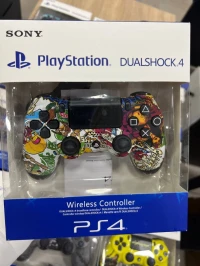 SONY
PlayStation DUALSHOCK.4
Wireless Controller
PS4